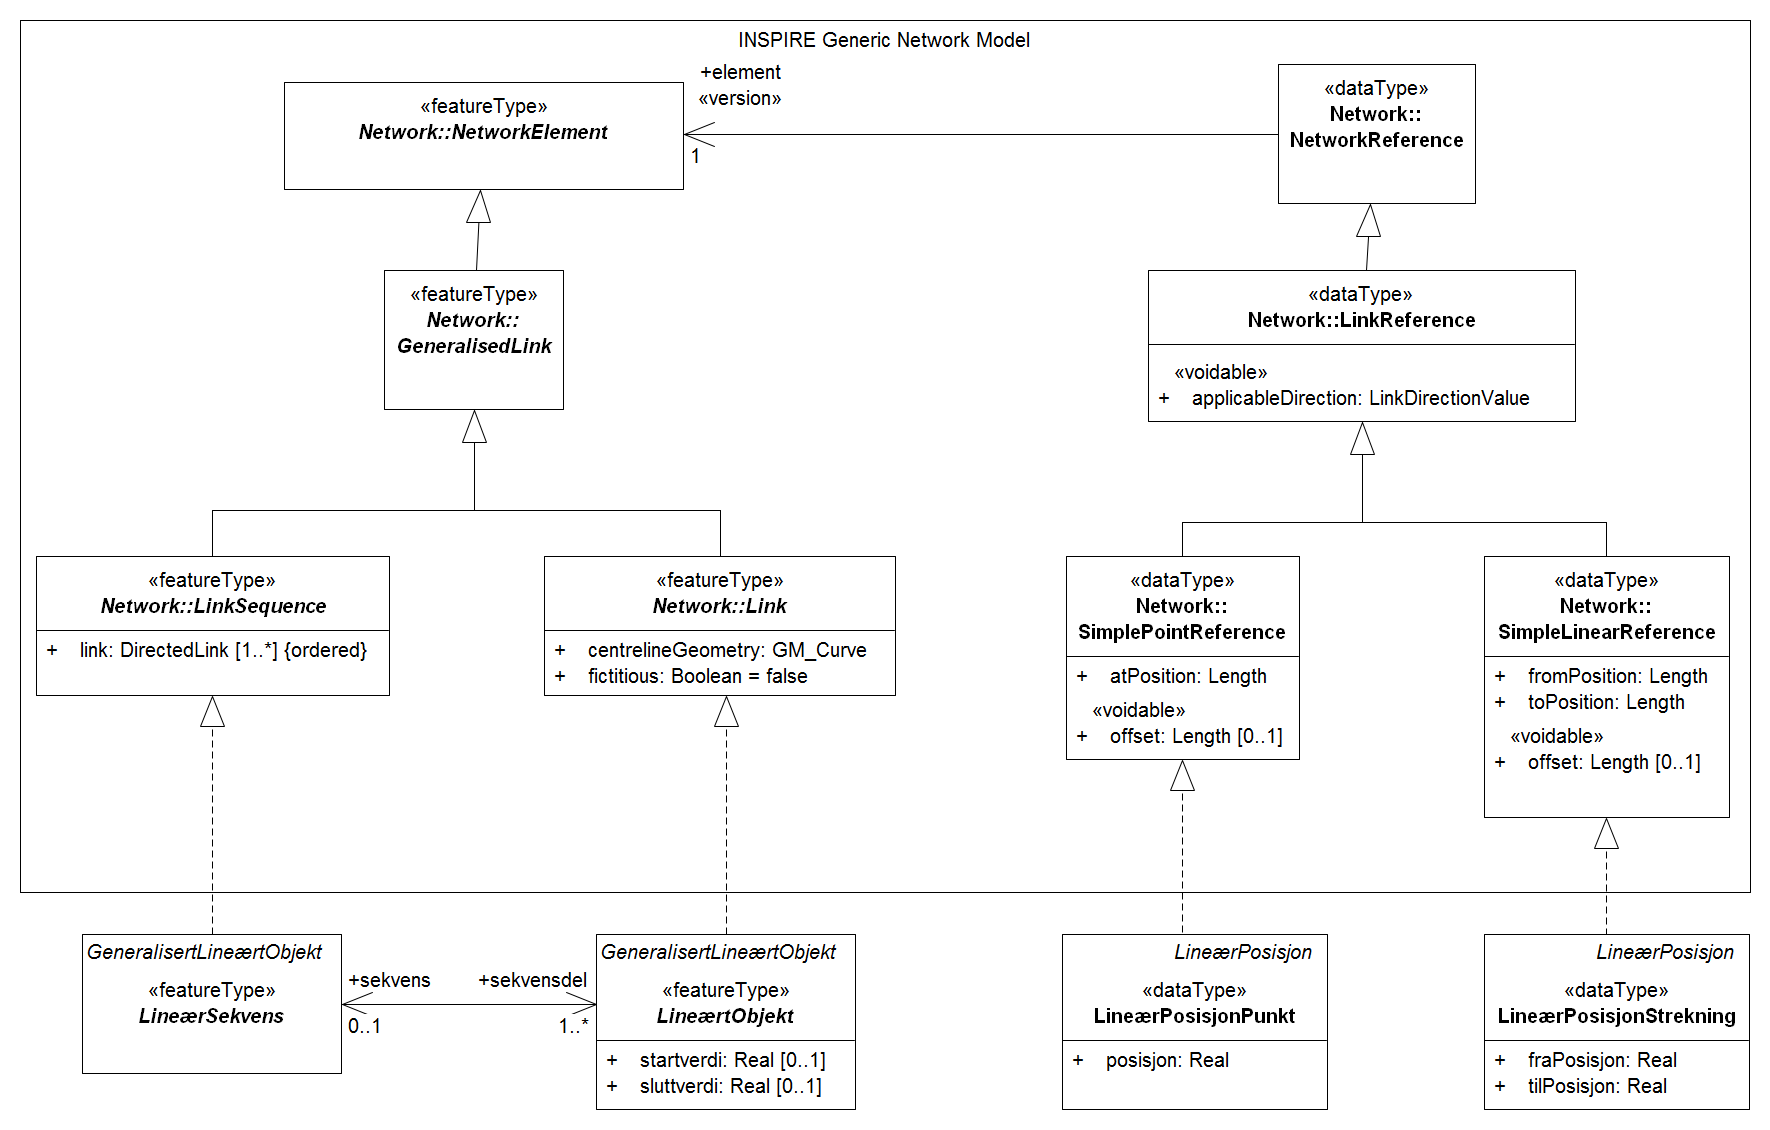 INSPIRE Generic Network Model
+element
«version»
1
«featureType»
Network::NetworkElement
«dataType»
Network::
NetworkReference
«featureType»
Network::
GeneralisedLink
«dataType»
Network::LinkReference
«voidable»
+ applicableDirection: LinkDirectionValue
«featureType»
Network::LinkSequence
+ link: DirectedLink [1..*] {ordered}
«featureType»
Network::Link
+ centrelineGeometry: GM_Curve
+ fictitious: Boolean = false
«dataType»
Network::
SimplePointReference
+ atPosition: Length
«voidable»
+ offset: Length [0..1]
«dataType»
Network::
SimpleLinearReference
+ fromPosition: Length
+ toPosition: Length
«voidable»
+ offset: Length [0..1]
GeneralisertLineærtObjekt
«featureType»
LineærSekvens
+sekvens
0..1
+sekvensdel
1..*
GeneralisertLineærtObjekt
«featureType»
LineærtObjekt
+ startverdi: Real [0..1]
+ sluttverdi: Real [0..1]
LineærPosisjon
«dataType»
LineærPosisjonPunkt
+ posisjon: Real
LineærPosisjon
«dataType»
LineærPosisjonStrekning
+ fraPosisjon: Real
+ tilPosisjon: Real